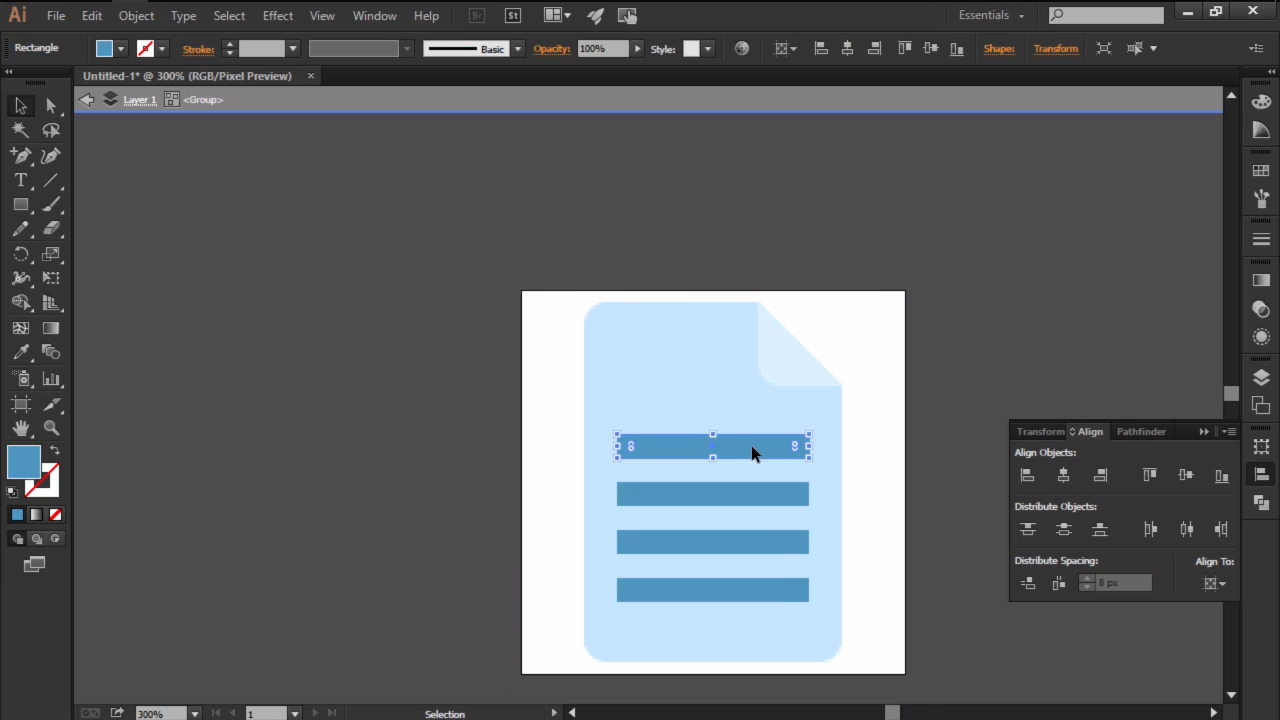 Ai File Edit Object Type Select Effect View Window Help Br St Essentials
Rectangle Stroke: Basic Opacity: 100% Style: Shape: Transform
Untitled-1* @ 300% (RGB/Pixel Preview) ×
Layer 1 <Group>
Transform Align Pathfinder
Align Objects:
Distribute Objects:
Distribute Spacing: Align To:
8 px
300% 1 Selection